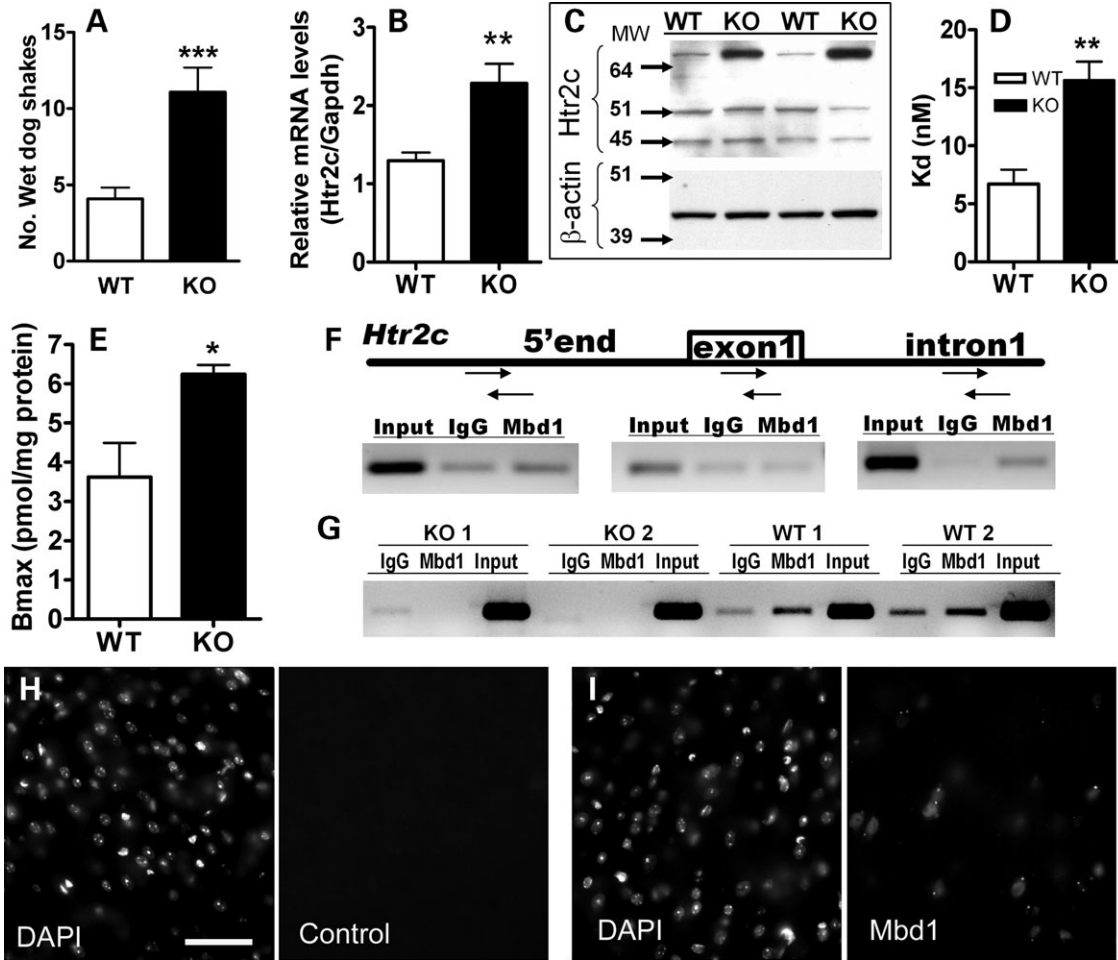 A
No. Wet dog shakes
15
10
5
0
***
WT KO
B
Relative mRNA levels
(Htr2c/Gapdh)
3
2
1
0
**
WT KO
C
MW WT KO WT KO
Htr2c
64
51
45
β-actin
51
39
D
Kd (nM)
20
15
10
5
0
**
WT
KO
WT KO
E
Bmax (pmol/mg protein)
7
6
5
4
3
2
1
0
*
WT KO
F
Htr2c 5'end exon1 intron1
Input IgG Mbd1 Input IgG Mbd1 Input IgG Mbd1
G
KO 1 KO 2 WT 1 WT 2
IgG Mbd1 Input IgG Mbd1 Input IgG Mbd1 Input IgG Mbd1 Input
H
DAPI
Control
I
DAPI
Mbd1